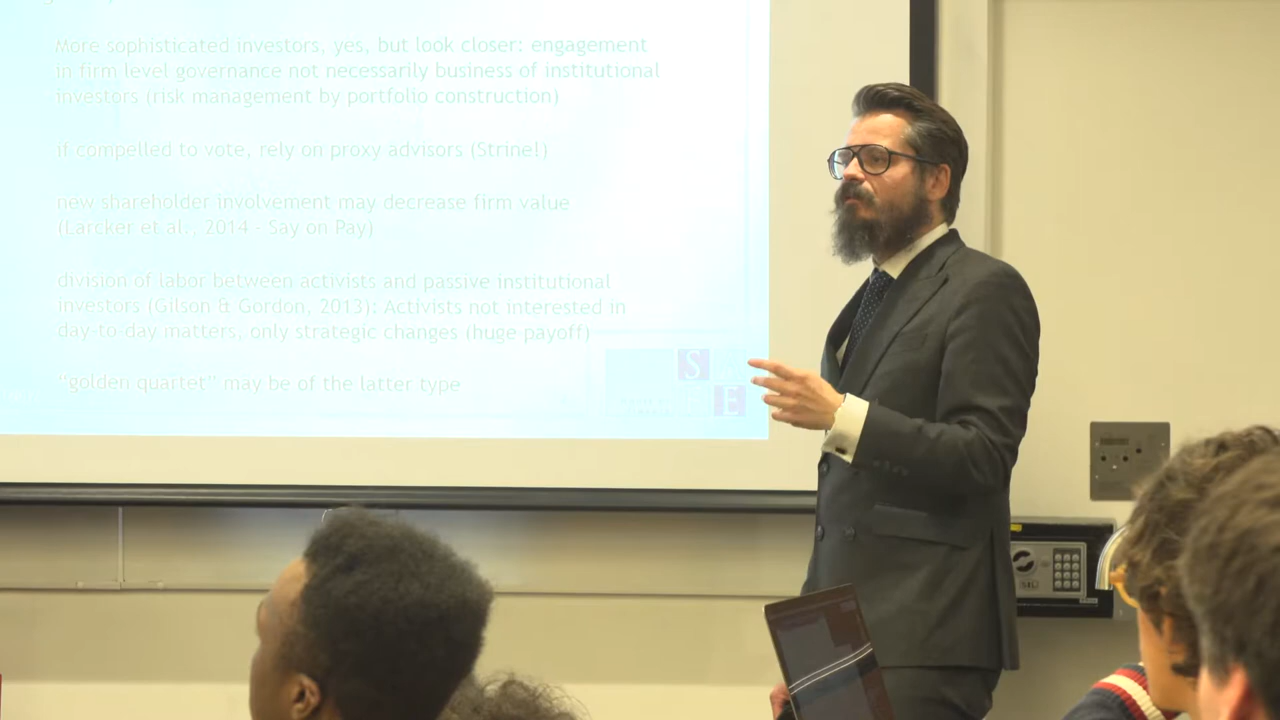 More sophisticated investors, yes, but look closer: engagement
in firm level governance not necessarily business of institutional
investors (risk management by portfolio construction)
if compelled to vote, rely on proxy advisors (Strine!)
new shareholder involvement may decrease firm value
(Larcker et al., 2014 - Say on Pay)
division of labor between activists and passive institutional
investors (Gilson & Gordon, 2013): Activists not interested in
day-to day matters, only strategic changes (huge payoff)
"golden quartet" may be of the latter type
S
E